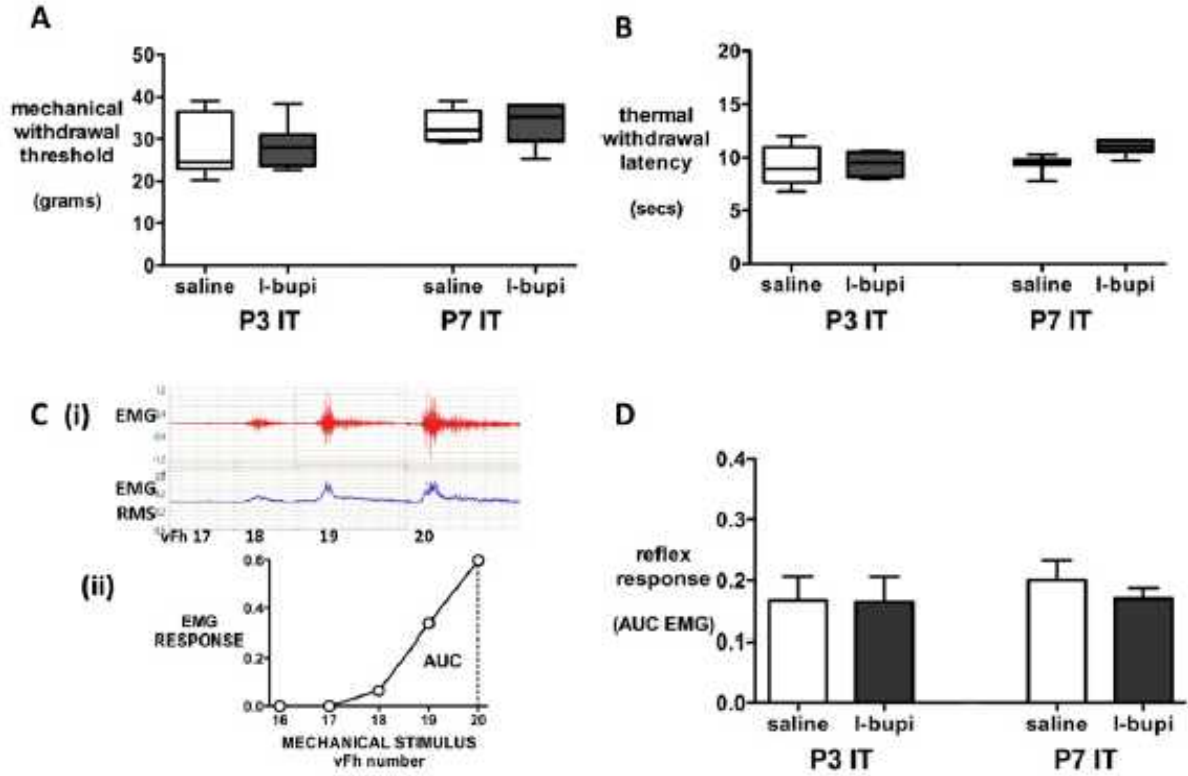 A
50
40
30
20
10
0
mechanical
withdrawal
threshold
(grams)
saline l-bupi saline l-bupi
P3 IT P7 IT
B
20
15
10
5
0
thermal
withdrawal
latency
(secs)
saline l-bupi saline l-bupi
P3 IT P7 IT
C (i)
EMG
EMG
RMS
vFh 17 18 19 20
(ii)
0.6
0.4
0.2
0.0
EMG
RESPONSE
AUC
16 17 18 19 20
MECHANICAL STIMULUS
vFh number
D
0.4
0.3
0.2
0.1
0.0
reflex
response
(AUC EMG)
saline l-bupi saline l-bupi
P3 IT P7 IT